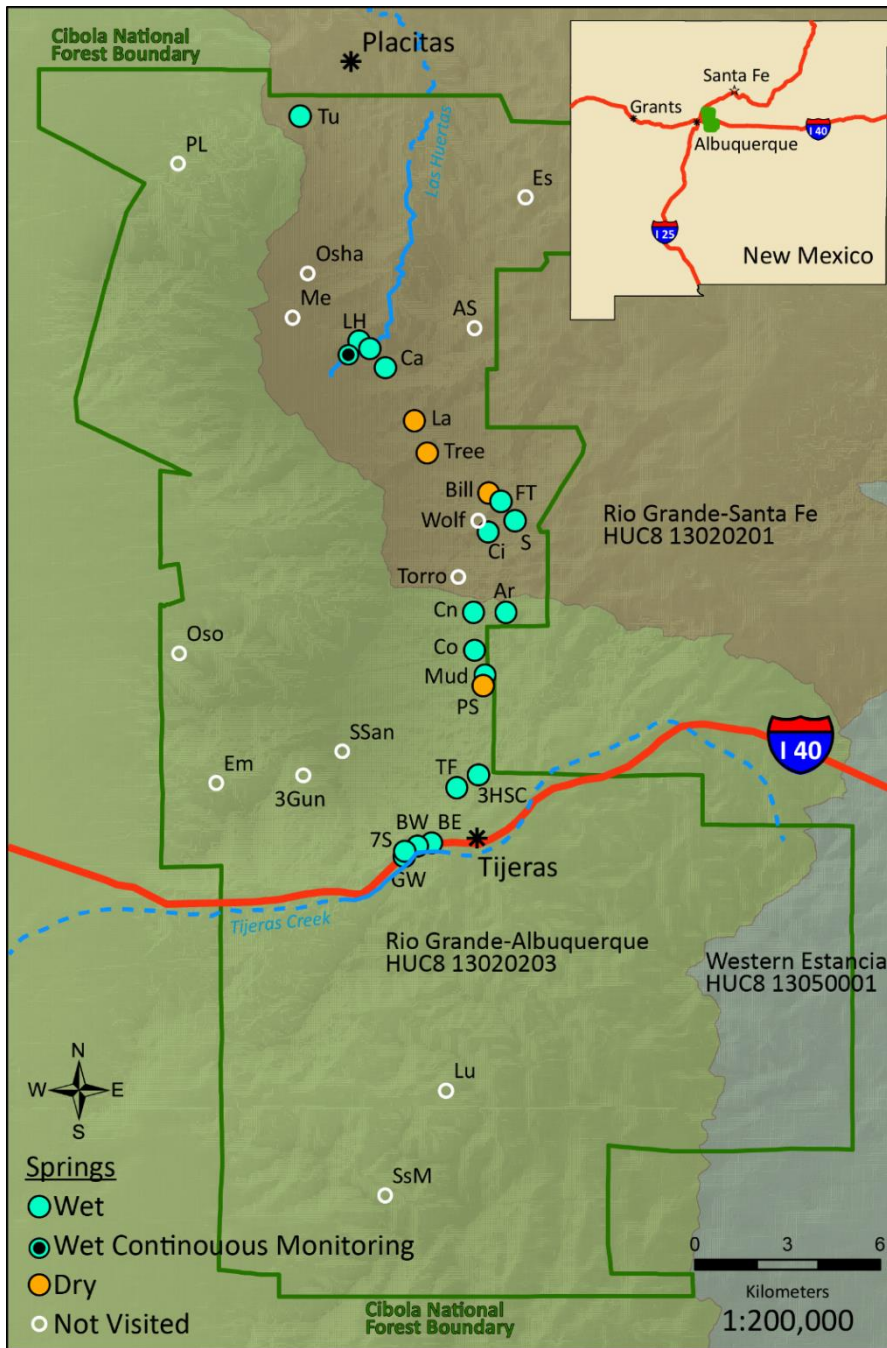 Cibola National
Forest Boundary
Placitas
Tu
PL
Las Huertas
Es
Osha
Me
LH
AS
Ca
La
Tree
Bill
FT
Wolf
S
Ci
Torro
Cn
Ar
Co
Mud
PS
Oso
SSan
Em
3Gun
TF
3HSC
BW
BE
7S
GW
Tijeras
Tijeras Creek
I 40
Rio Grande-Santa Fe
HUC8 13020201
Rio Grande-Albuquerque
HUC8 13020203
Western Estancia
HUC8 13050001
Lu
SsM
Santa Fe
Grants
Albuquerque
I 40
I 25
New Mexico
N
W
E
S
Springs
Wet
Wet Continouous Monitoring
Dry
Not Visited
Cibola National
Forest Boundary
0 3 6
Kilometers
1:200,000